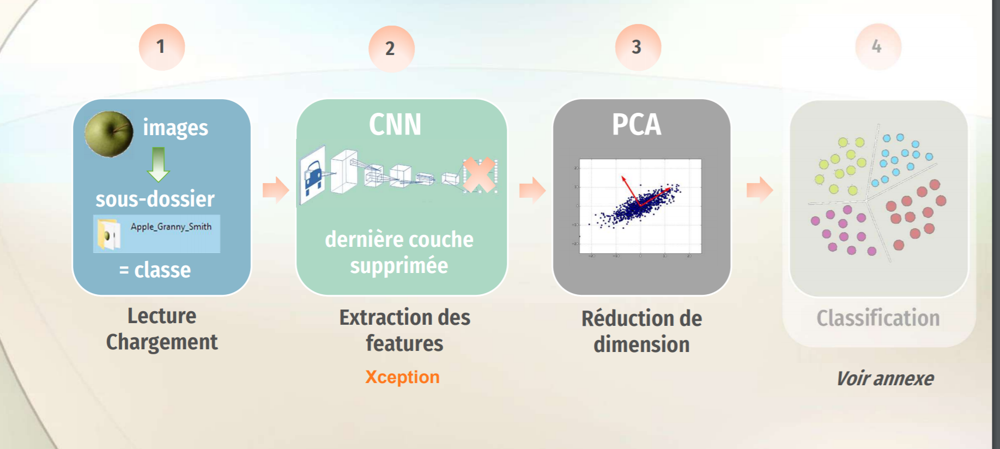 1
2
3
4
images
sous-dossier
Apple_Granny_Smith
= classe
Lecture
Chargement
CNN
dernière couche
supprimée
Extraction des
features
Xception
PCA
Réduction de
dimension
Classification
Voir annexe